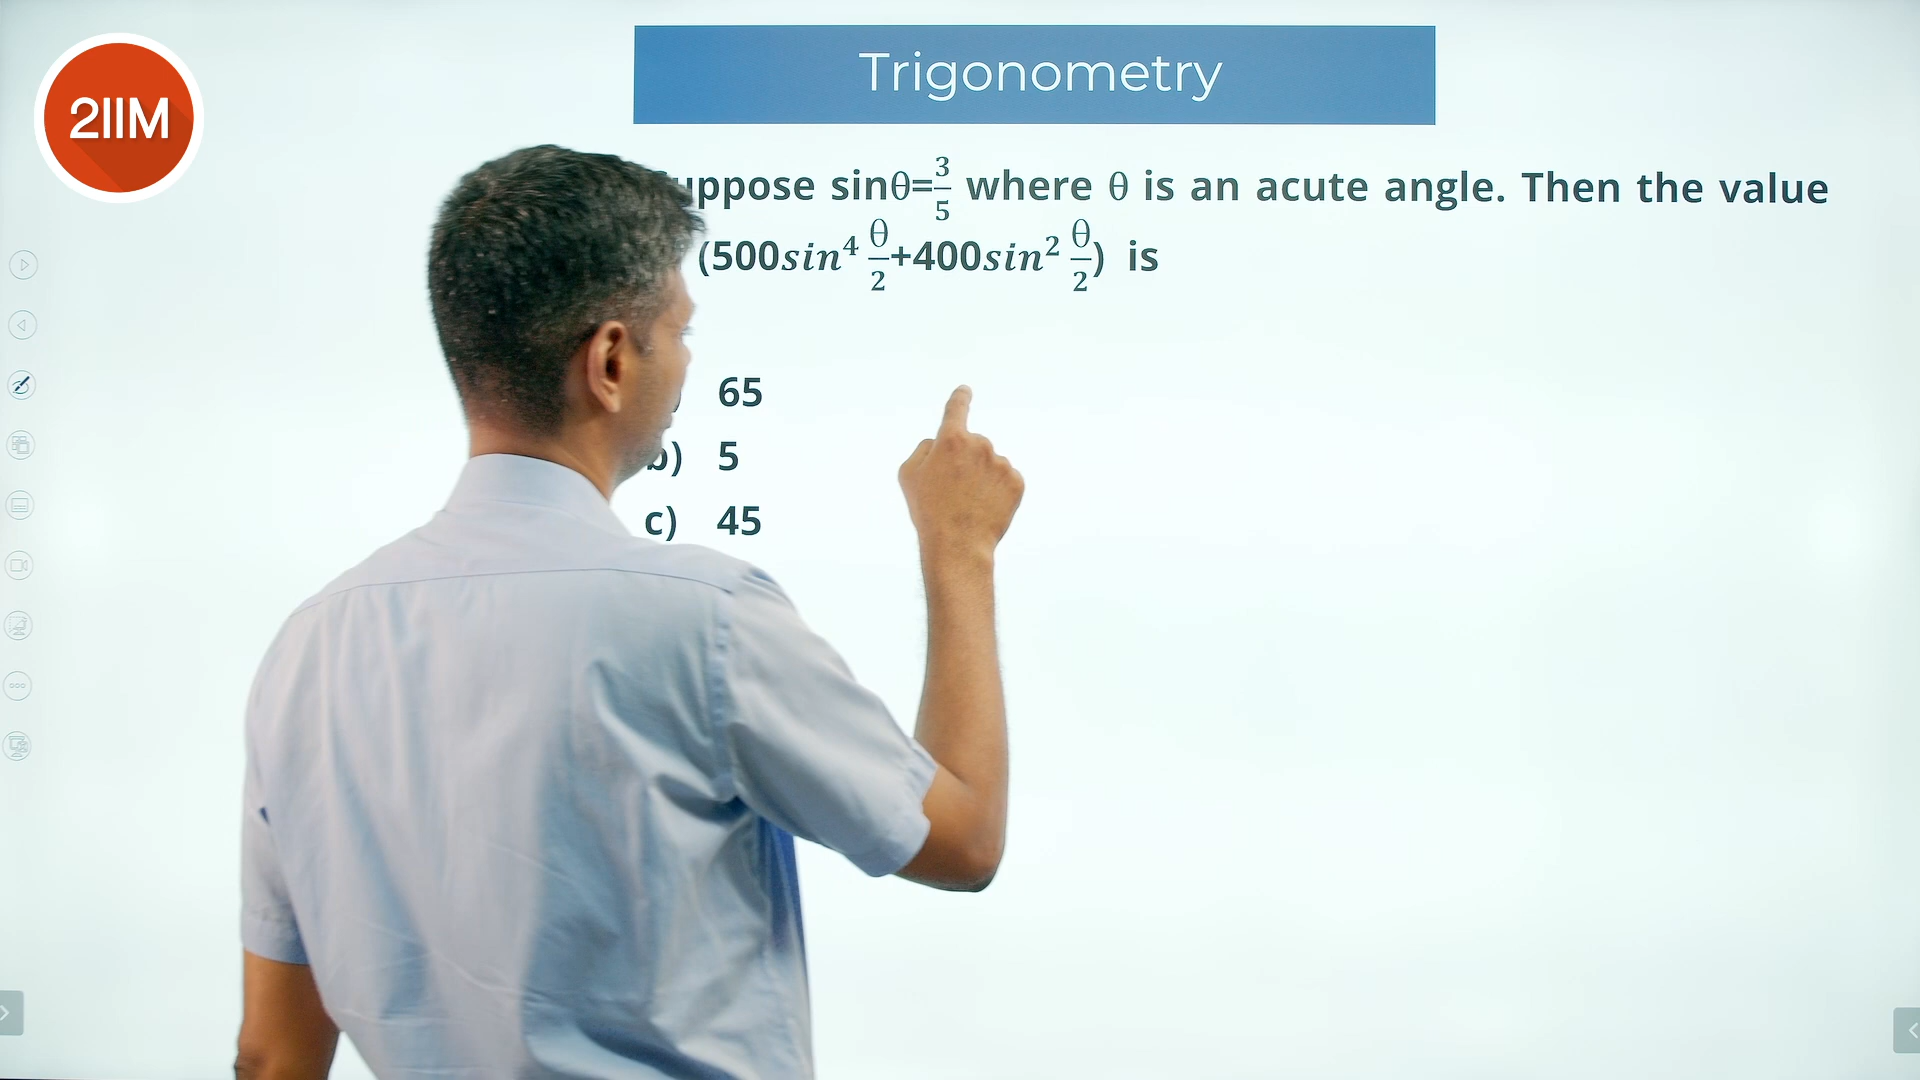 2IIM
Trigonometry
uppose sinθ=3/5 where θ is an acute angle. Then the value
(500sin⁴ θ/2+400sin² θ/2) is
65
b) 5
c) 45